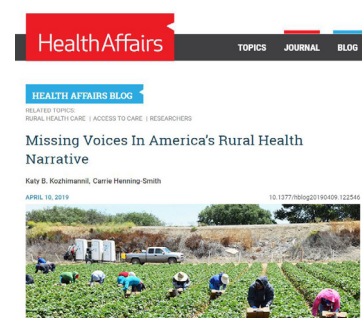 HealthAffairs
TOPICS JOURNAL BLOG
HEALTH AFFAIRS BLOG
RELATED TOPICS:
RURAL HEALTH CARE | ACCESS TO CARE | RESEARCHERS
Missing Voices In America's Rural Health
Narrative
Katy B. Kozhimannil, Carrie Henning-Smith
APRIL 10, 2019 10.1377/hblog20190409.122546